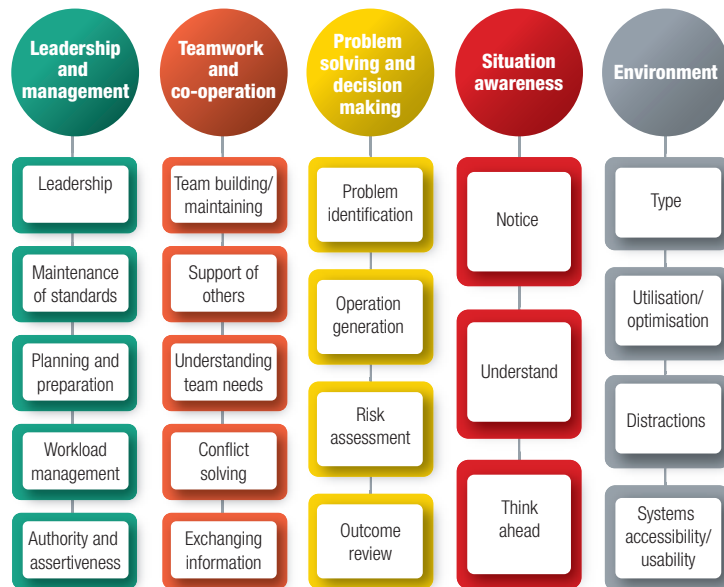 Leadership
and
management
Leadership
Maintenance
of standards
Planning and
preparation
Workload
management
Authority and
assertiveness
Teamwork
and
co-operation
Team building/
maintaining
Support of
others
Understanding
team needs
Conflict
solving
Exchanging
information
Problem
solving and
decision
making
Problem
identification
Operation
generation
Risk
assessment
Outcome
review
Situation
awareness
Notice
Understand
Think
ahead
Environment
Type
Utilisation/
optimisation
Distractions
Systems
accessibility/
usability